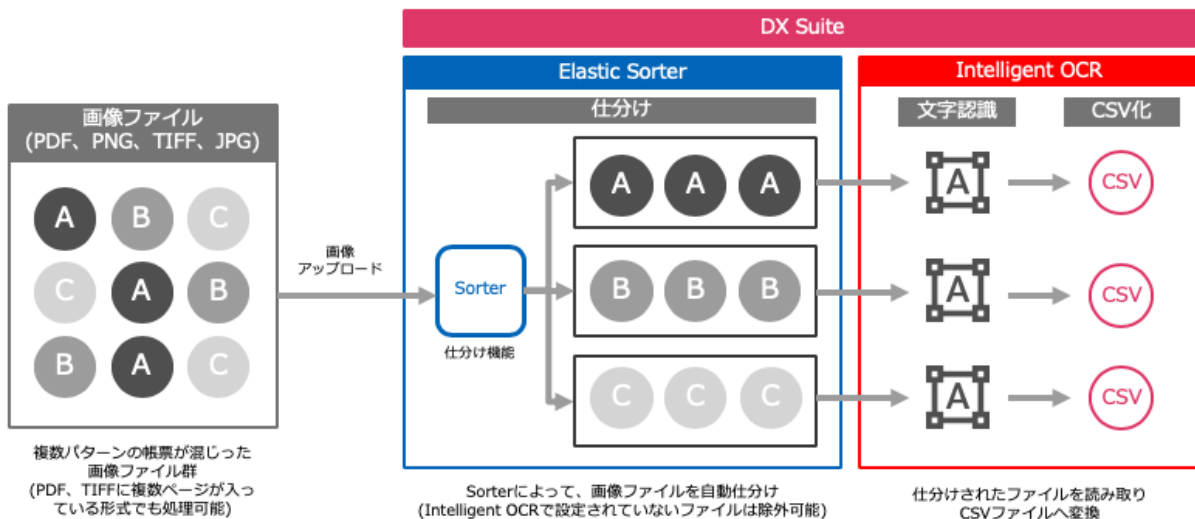 DX Suite
Elastic Sorter
Intelligent OCR
画像ファイル
(PDF、PNG、TIFF、JPG)
仕分け
文字認識
CSV化
A B C
C A B
B A C
画像
アップロード
Sorter
仕分け機能
A A A
B B B
C C C
A
CSV
A
CSV
A
CSV
複数パターンの帳票が混じった
画像ファイル群
(PDF、TIFFに複数ページが入っ
ている形式でも処理可能)
Sorterによって、画像ファイルを自動仕分け
(Intelligent OCRで設定されていないファイルは除外可能)
仕分けされたファイルを読み取り
CSVファイルへ変換